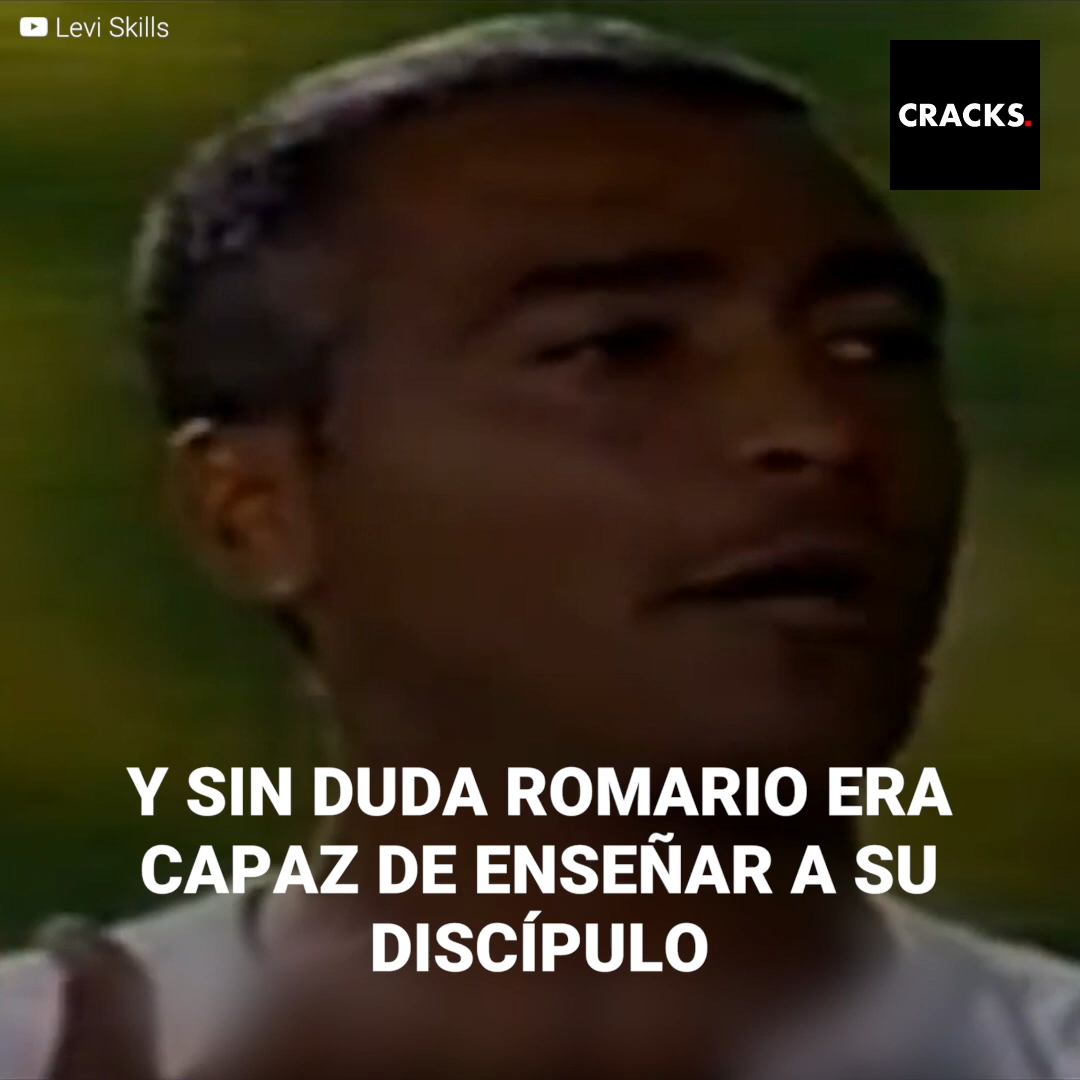 Levi Skills
CRACKS.
Y SIN DUDA ROMARIO ERA
CAPAZ DE ENSEÑAR A SU
DISCÍPULO